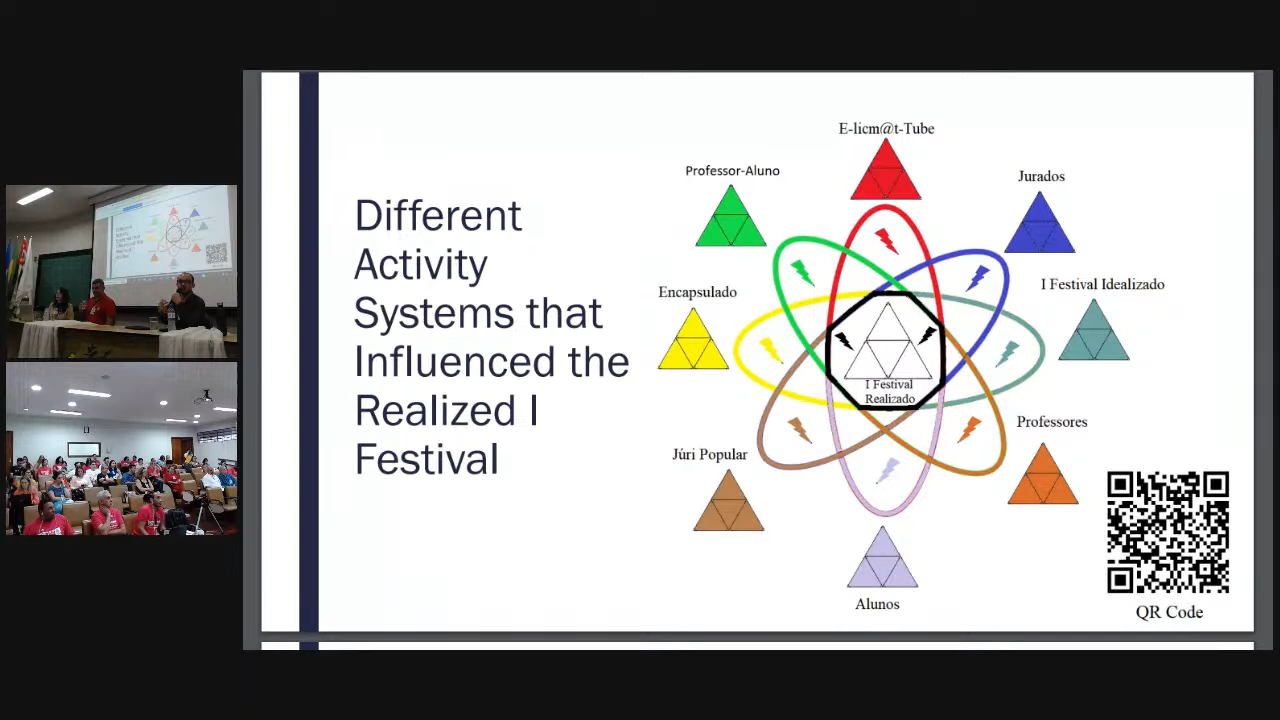 Different
Activity
Systems that
Influenced the
Realized I
Festival
E-licm@t-Tube
Professor-Aluno
Jurados
Encapsulado
I Festival Idealizado
I Festival
Realizado
Júri Popular
Professores
Alunos
QR Code